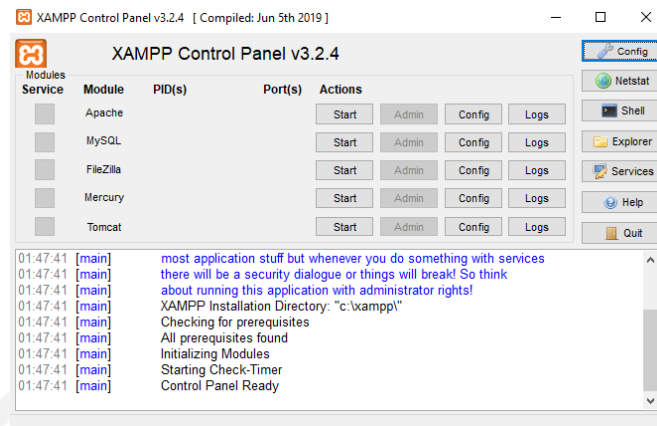 XAMPP Control Panel v3.2.4 [ Compiled: Jun 5th 2019 ]
XAMPP Control Panel v3.2.4
Config
Modules
Service Module PID(s) Port(s) Actions
Netstat
Apache Start Admin Config Logs
Shell
MySQL Start Admin Config Logs
Explorer
FileZilla Start Admin Config Logs
Services
Mercury Start Admin Config Logs
Help
Tomcat Start Admin Config Logs
Quit
01:47:41 [main] most application stuff but whenever you do something with services
01:47:41 [main] there will be a security dialogue or things will break! So think
01:47:41 [main] about running this application with administrator rights!
01:47:41 [main] XAMPP Installation Directory: "c:\xampp\"
01:47:41 [main] Checking for prerequisites
01:47:41 [main] All prerequisites found
01:47:41 [main] Initializing Modules
01:47:41 [main] Starting Check-Timer
01:47:41 [main] Control Panel Ready